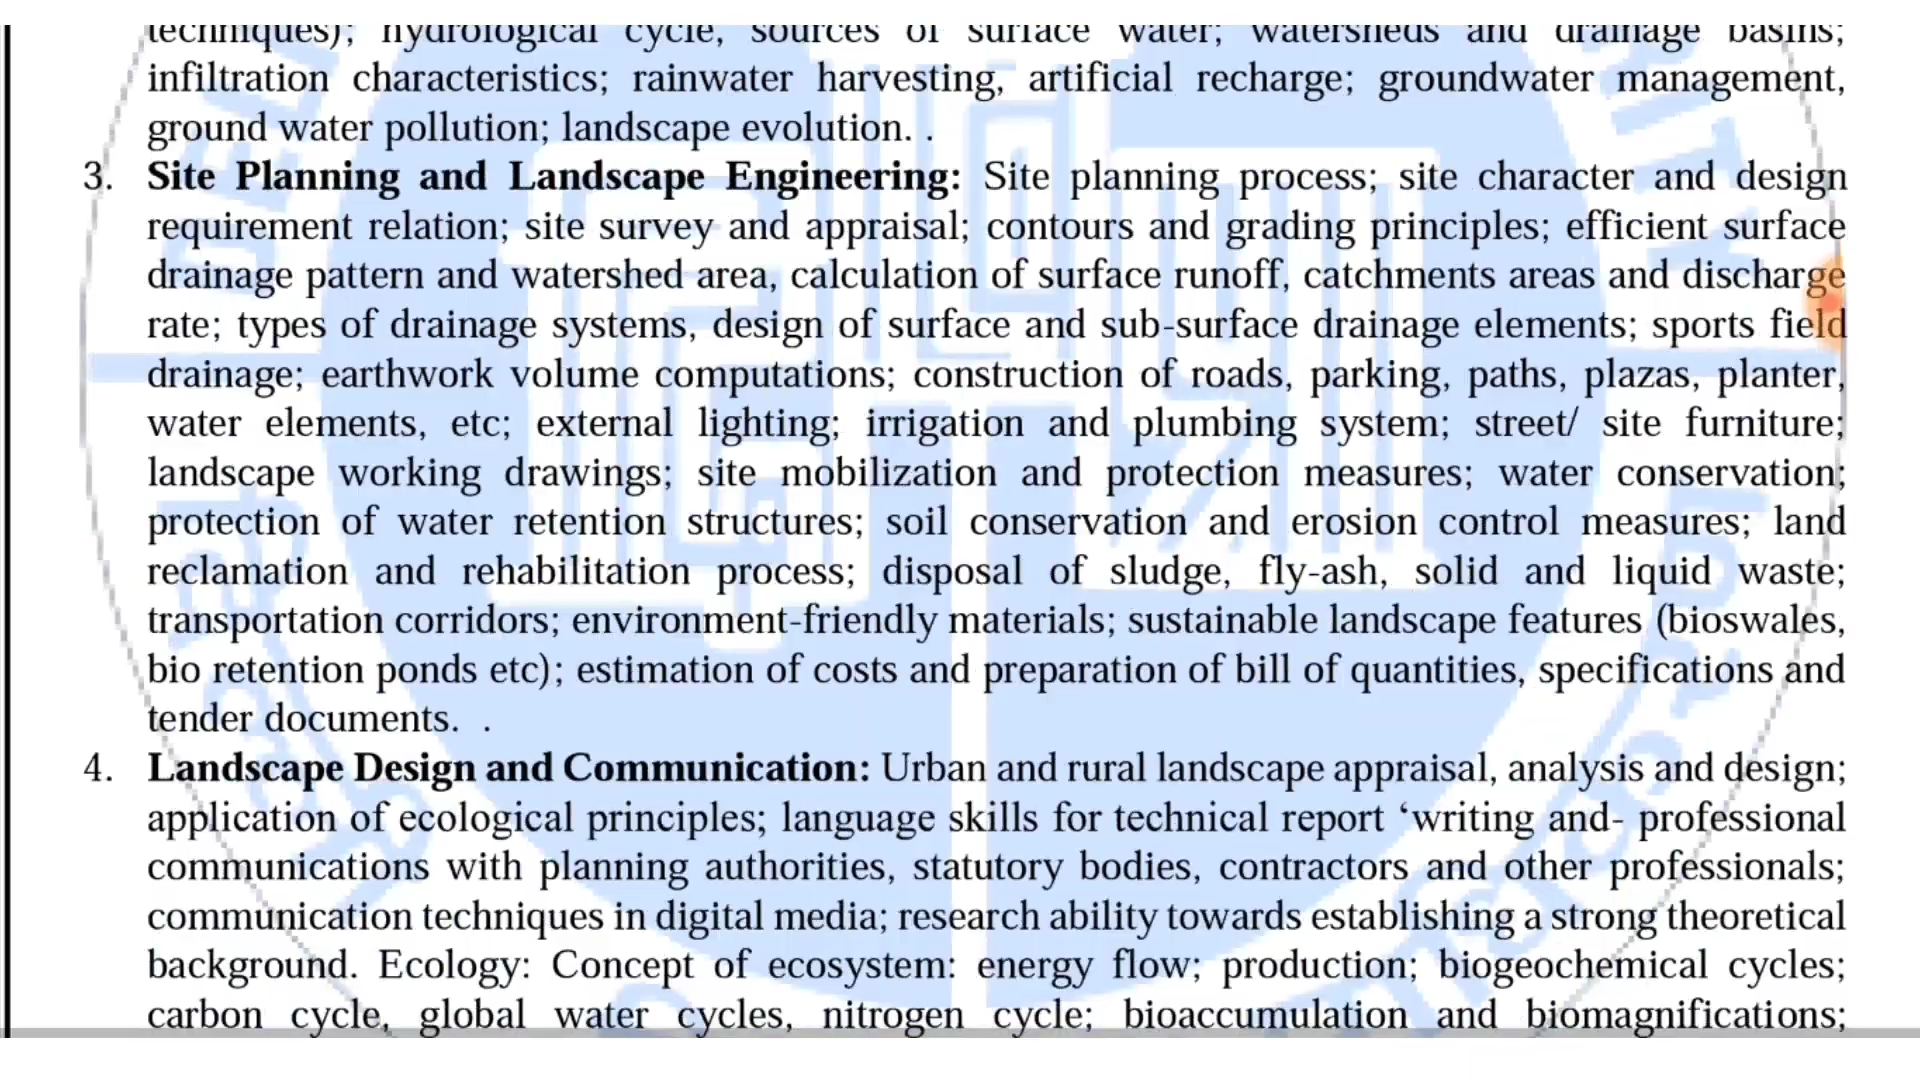 techniques); hydrological cycle, sources of surface water; watersheds and drainage basins;
infiltration characteristics; rainwater harvesting, artificial recharge; groundwater management,
ground water pollution; landscape evolution. .
3. Site Planning and Landscape Engineering: Site planning process; site character and design
requirement relation; site survey and appraisal; contours and grading principles; efficient surface
drainage pattern and watershed area, calculation of surface runoff, catchments areas and discharge
rate; types of drainage systems, design of surface and sub-surface drainage elements; sports field
drainage; earthwork volume computations; construction of roads, parking, paths, plazas, planter,
water elements, etc; external lighting; irrigation and plumbing system; street/ site furniture;
landscape working drawings; site mobilization and protection measures; water conservation;
protection of water retention structures; soil conservation and erosion control measures; land
reclamation and rehabilitation process; disposal of sludge, fly-ash, solid and liquid waste;
transportation corridors; environment-friendly materials; sustainable landscape features (bioswales,
bio retention ponds etc); estimation of costs and preparation of bill of quantities, specifications and
tender documents. .
4. Landscape Design and Communication: Urban and rural landscape appraisal, analysis and design;
application of ecological principles; language skills for technical report ‘writing and- professional
communications with planning authorities, statutory bodies, contractors and other professionals;
communication techniques in digital media; research ability towards establishing a strong theoretical
background. Ecology: Concept of ecosystem: energy flow; production; biogeochemical cycles;
carbon cycle, global water cycles, nitrogen cycle; bioaccumulation and biomagnifications;